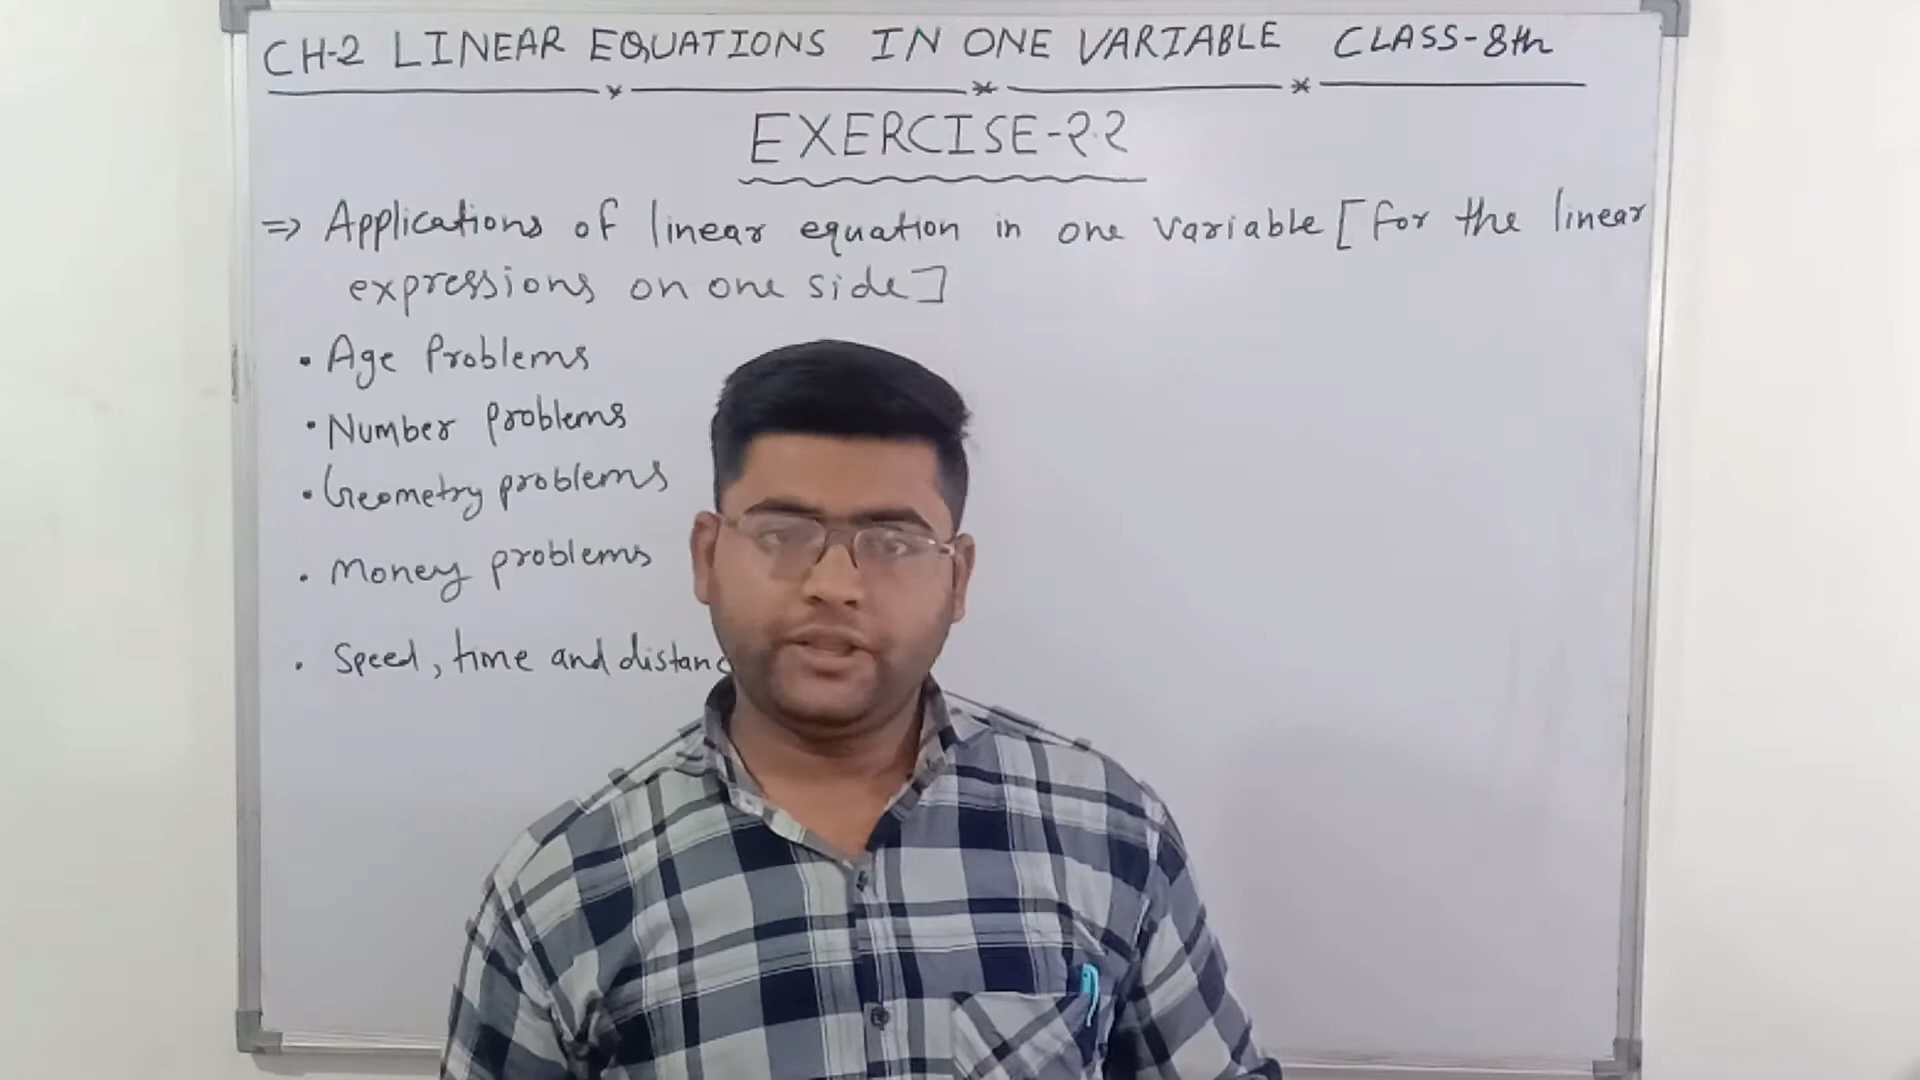 CH-2 LINEAR EQUATIONS IN ONE VARIABLE CLASS-8th
EXERCISE-2.2
⇒ Applications of linear equation in one variable [for the linear
expressions on one side]
• Age Problems
• Number problems
• Geometry problems
• Money problems
• Speed, time and distanc